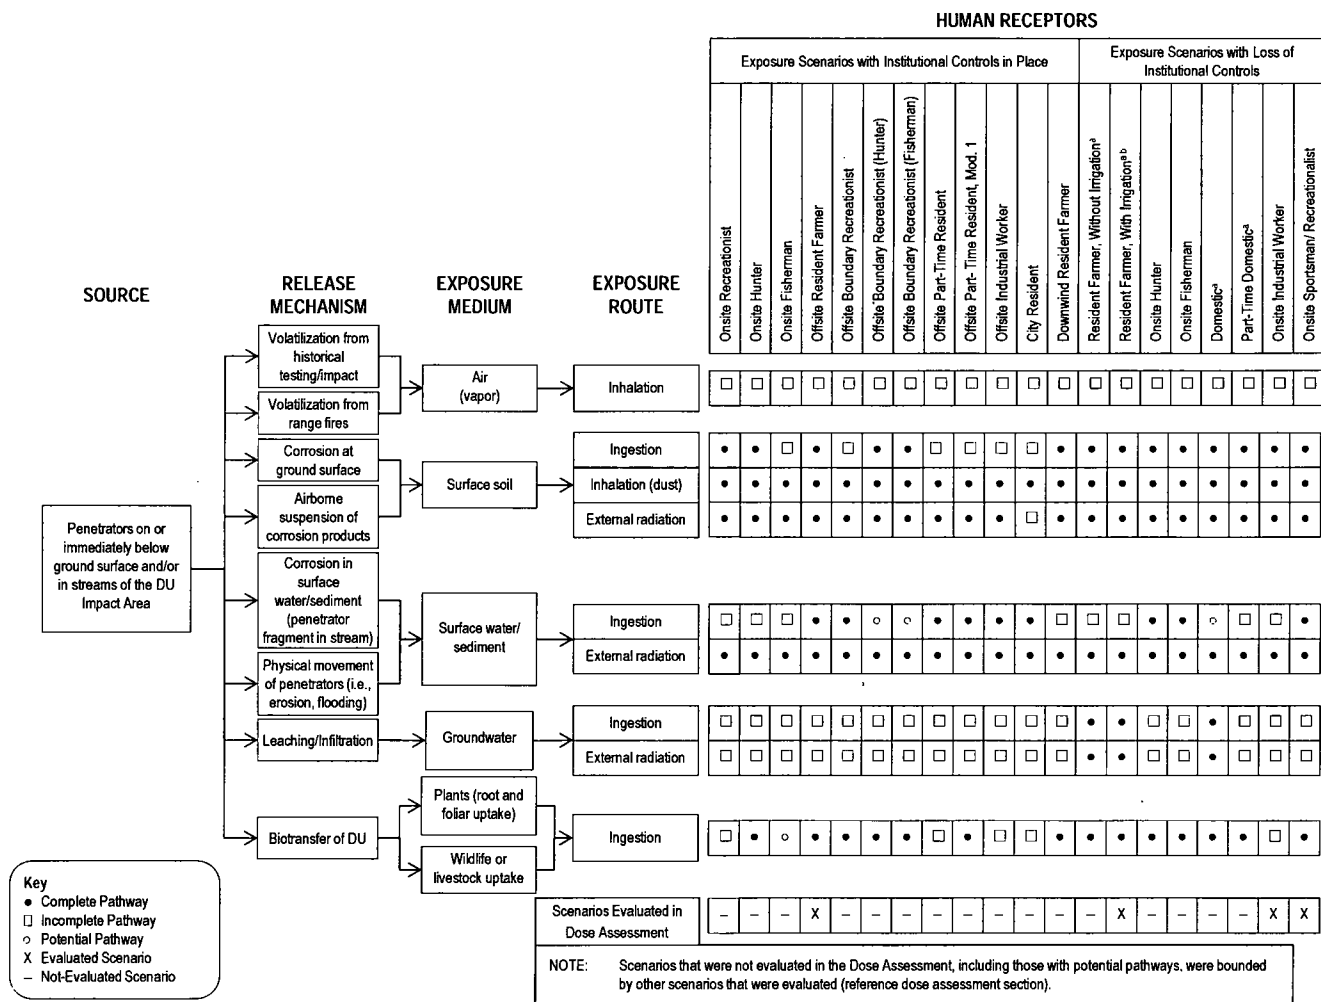 HUMAN RECEPTORS
Exposure Scenarios with Institutional Controls in Place
Exposure Scenarios with Loss of
Institutional Controls
Onsite Recreationist
Onsite Hunter
Onsite Fisherman
Offsite Resident Farmer
Offsite Boundary Recreationist
Offsite Boundary Recreationist (Hunter)
Offsite Boundary Recreationist (Fisherman)
Offsite Part-Time Resident
Offsite Part- Time Resident, Mod. 1
Offsite Industrial Worker
City Resident
Downwind Resident Farmer
Resident Farmer, Without Irrigationᵃ
Resident Farmer, With Irrigationᵃᵇ
Onsite Hunter
Onsite Fisherman
Domesticᵃ
Part-Time Domesticᵃ
Onsite Industrial Worker
Onsite Sportsman/ Recreationalist
SOURCE
RELEASE
MECHANISM
EXPOSURE
MEDIUM
EXPOSURE
ROUTE
Volatilization from
historical
testing/impact
Volatilization from
range fires
Air
(vapor)
Inhalation
□ □ □ □ □ □ □ □ □ □ □ □ □ □ □ □ □ □ □ □
Corrosion at
ground surface
Airborne
suspension of
corrosion products
Surface soil
Ingestion
• • □ • □ • • □ □ □ □ • • • • • • • • •
Inhalation (dust)
• • • • • • • • • • • • • • • • • • • •
External radiation
• • • • • • • • • • □ • • • • • • • • •
Penetrators on or
immediately below
ground surface and/or
in streams of the DU
Impact Area
Corrosion in
surface
water/sediment
(penetrator
fragment in stream)
Physical movement
of penetrators (i.e.,
erosion, flooding)
Surface water/
sediment
Ingestion
□ □ □ • • ○ ○ • • • • □ □ □ • • ○ □ □ •
External radiation
• • • • • • • • • • • • • • • • • • • •
Leaching/Infiltration
Groundwater
Ingestion
□ □ □ □ □ □ □ □ □ □ □ □ • • □ □ • □ □ □
External radiation
□ □ □ □ □ □ □ □ □ □ □ □ • • □ □ • □ □ □
Biotransfer of DU
Plants (root and
foliar uptake)
Wildlife or
livestock uptake
Ingestion
□ • ○ • • • • □ • □ □ • • • • • • • □ •
Scenarios Evaluated in
Dose Assessment
– – – X – – – – – – – – – X – – – – X X
NOTE: Scenarios that were not evaluated in the Dose Assessment, including those with potential pathways, were bounded
by other scenarios that were evaluated (reference dose assessment section).
Key
• Complete Pathway
□ Incomplete Pathway
○ Potential Pathway
X Evaluated Scenario
– Not-Evaluated Scenario